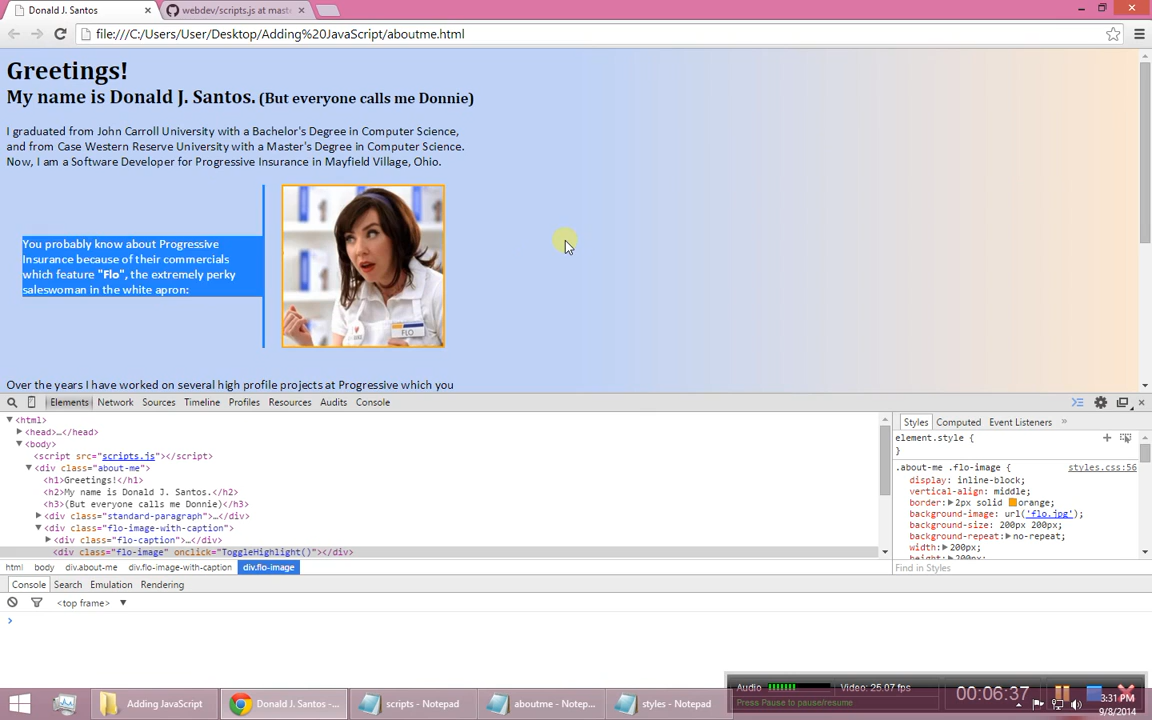 Donald J. Santos
webdev/scripts.js at mast
file:///C:/Users/User/Desktop/Adding%20JavaScript/aboutme.html
Greetings!
My name is Donald J. Santos. (But everyone calls me Donnie)
I graduated from John Carroll University with a Bachelor's Degree in Computer Science,
and from Case Western Reserve University with a Master's Degree in Computer Science.
Now, I am a Software Developer for Progressive Insurance in Mayfield Village, Ohio.
You probably know about Progressive
Insurance because of their commercials
which feature "Flo", the extremely perky
saleswoman in the white apron:
FLO
Over the years I have worked on several high profile projects at Progressive which you
Elements Network Sources Timeline Profiles Resources Audits Console
<html>
<head>…</head>
<body>
<script src="scripts.js"></script>
<div class="about-me">
<h1>Greetings!</h1>
<h2>My name is Donald J. Santos.</h2>
<h3>(But everyone calls me Donnie)</h3>
<div class="standard-paragraph">…</div>
<div class="flo-image-with-caption">
<div class="flo-caption">…</div>
<div class="flo-image" onclick="ToggleHighlight()"></div>
html body div.about-me div.flo-image-with-caption div.flo-image
Styles Computed Event Listeners »
element.style {
}
.about-me .flo-image { styles.css:56
display: inline-block;
vertical-align: middle;
border: 2px solid orange;
background-image: url('flo.jpg');
background-size: 200px 200px;
background-repeat: no-repeat;
width: 200px;
height: 200px;
Find in Styles
Console Search Emulation Rendering
<top frame>
Adding JavaScript
Donald J. Santos -...
scripts - Notepad
aboutme - Notep...
styles - Notepad
Audio
Video: 25.07 fps
Press Pause to pause/resume
00:06:37
3:31 PM
9/8/2014